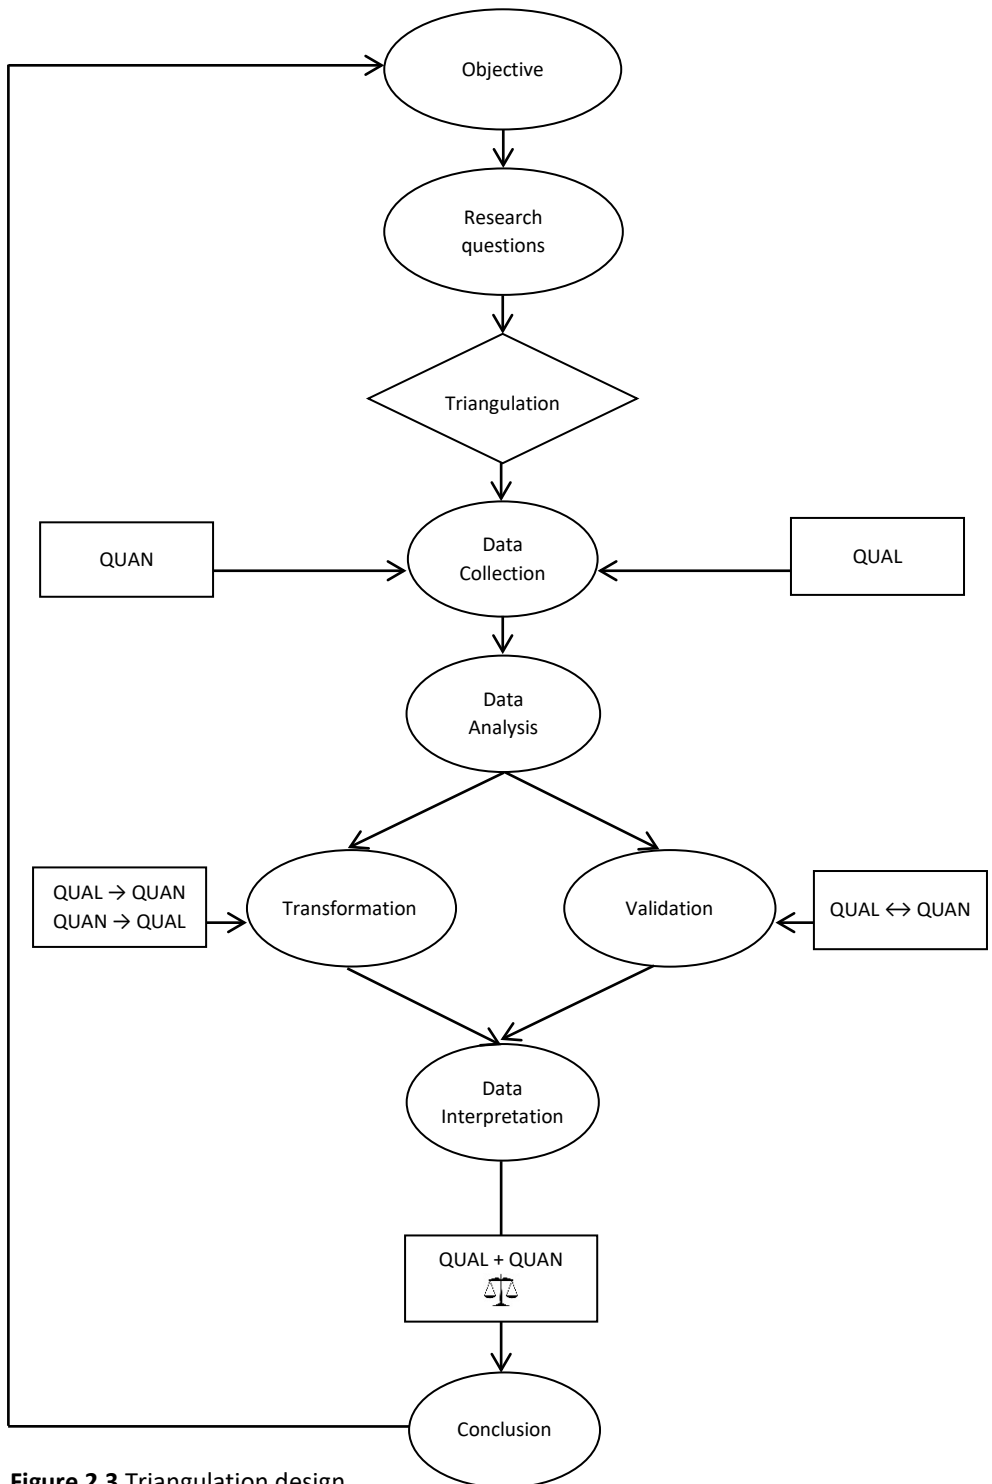 Objective
Research
questions
Triangulation
QUAN
Data
Collection
QUAL
Data
Analysis
QUAL → QUAN
QUAN → QUAL
Transformation
Validation
QUAL ↔ QUAN
Data
Interpretation
QUAL + QUAN
Conclusion
Figure 2.3 Triangulation design